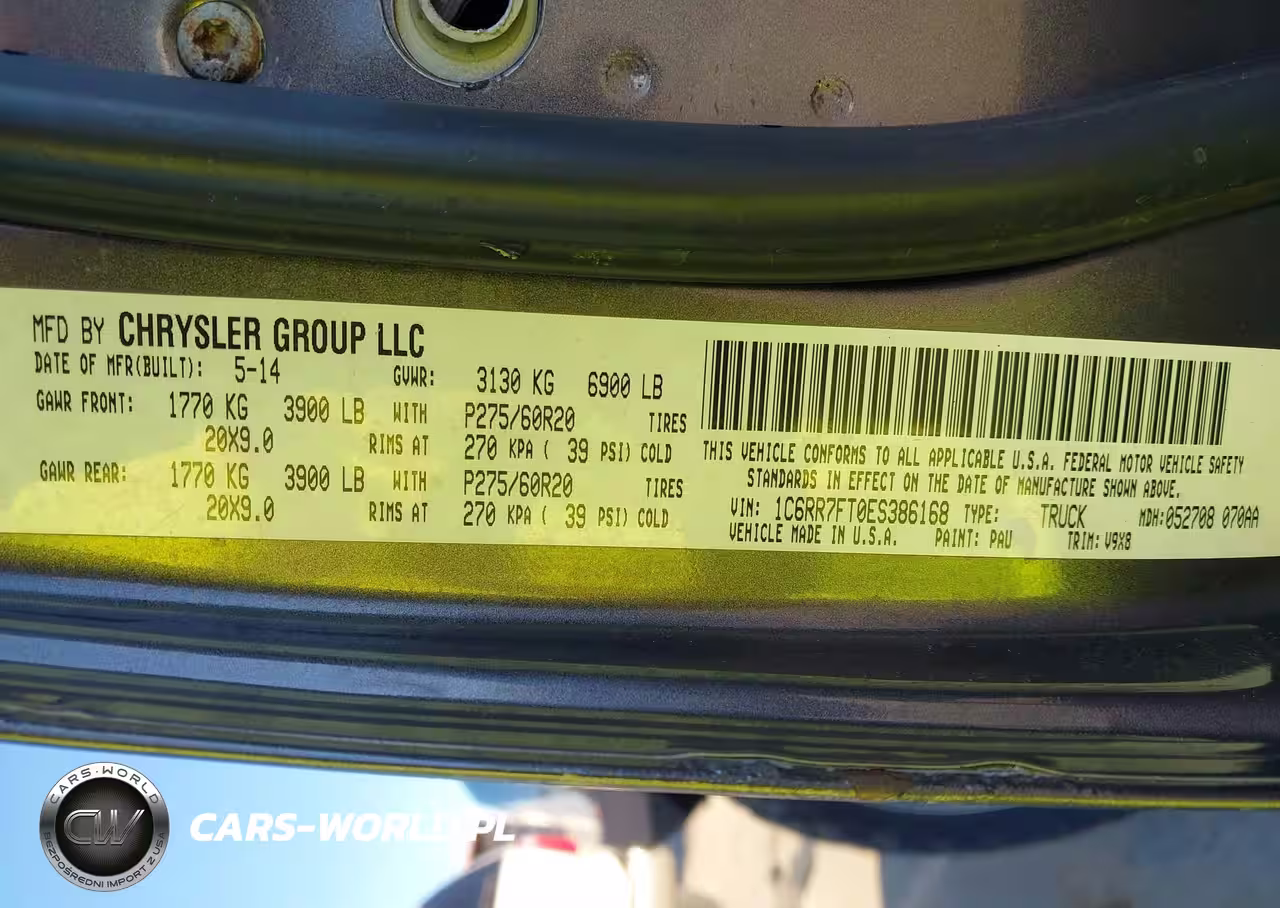 MFD BY CHRYSLER GROUP LLC
DATE OF MFR(BUILT): 5-14 GVWR: 3130 KG 6900 LB
GAWR FRONT: 1770 KG 3900 LB WITH P275/60R20 TIRES
20X9.0 RIMS AT 270 KPA ( 39 PSI) COLD
GAWR REAR: 1770 KG 3900 LB WITH P275/60R20 TIRES
20X9.0 RIMS AT 270 KPA ( 39 PSI) COLD
THIS VEHICLE CONFORMS TO ALL APPLICABLE U.S.A. FEDERAL MOTOR VEHICLE SAFETY
STANDARDS IN EFFECT ON THE DATE OF MANUFACTURE SHOWN ABOVE.
VIN: 1C6RR7FT0ES386168 TYPE: TRUCK MDH:052708 070AA
VEHICLE MADE IN U.S.A. PAINT: PAU TRIM: V9X8
CARS-WORLD
CW
BEZPOŚREDNI IMPORT Z USA
CARS-WORLD.PL